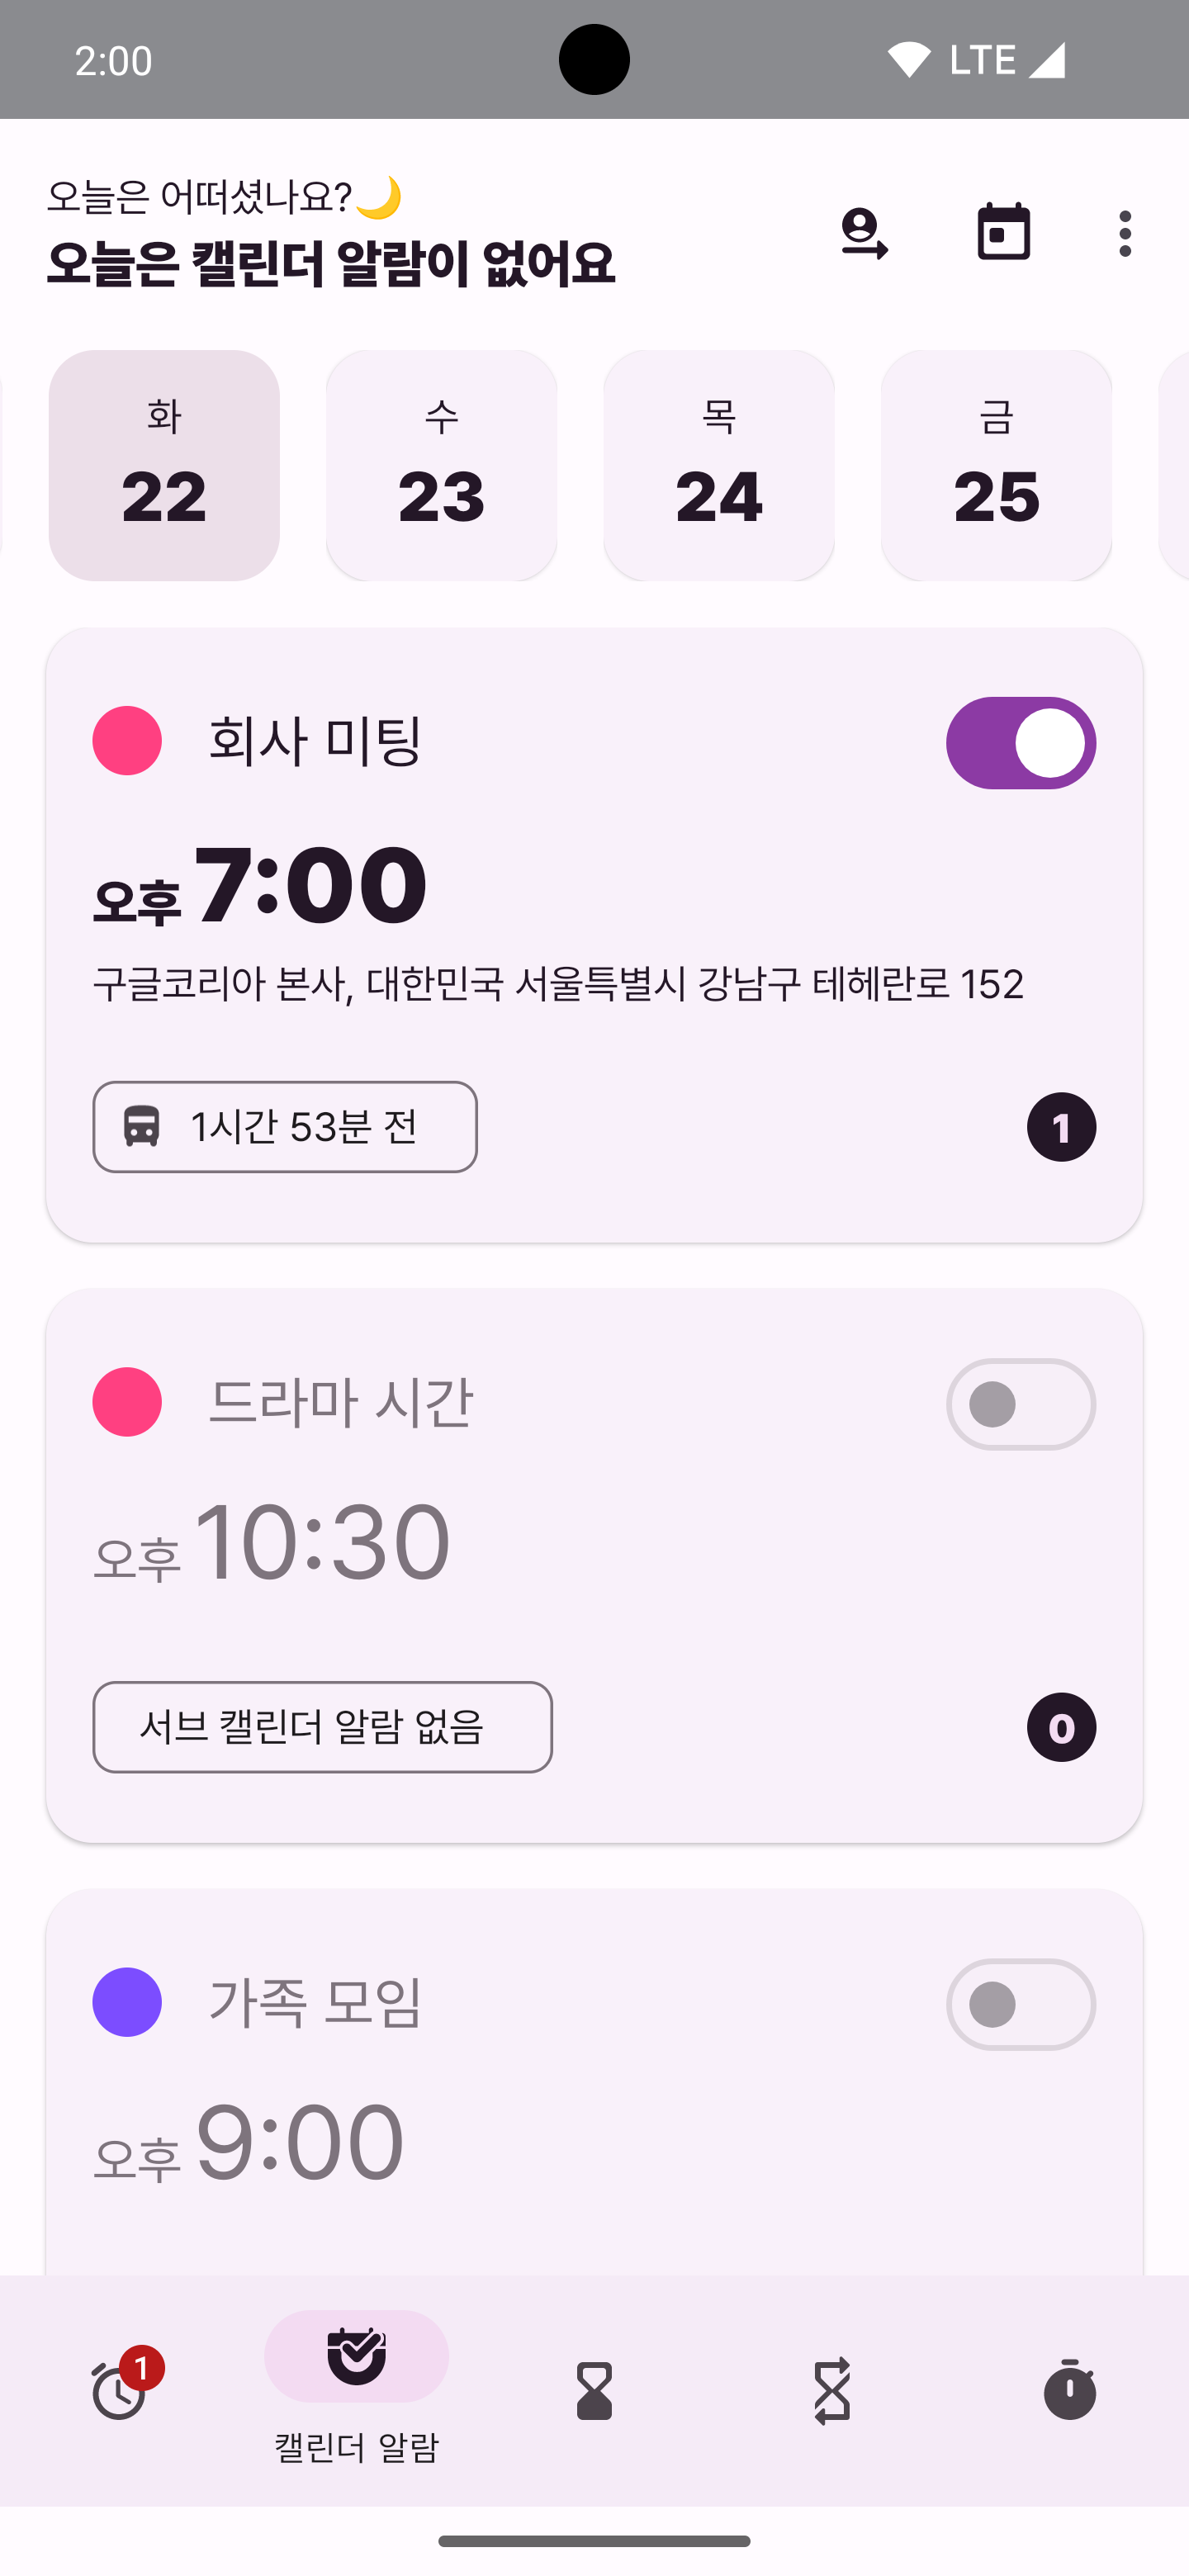 2:00
LTE
오늘은 어떠셨나요?🌙
오늘은 캘린더 알람이 없어요
화 수 목 금
22 23 24 25
회사 미팅
오후 7:00
구글코리아 본사, 대한민국 서울특별시 강남구 테헤란로 152
1시간 53분 전
1
드라마 시간
오후 10:30
서브 캘린더 알람 없음
0
가족 모임
오후 9:00
1
캘린더 알람